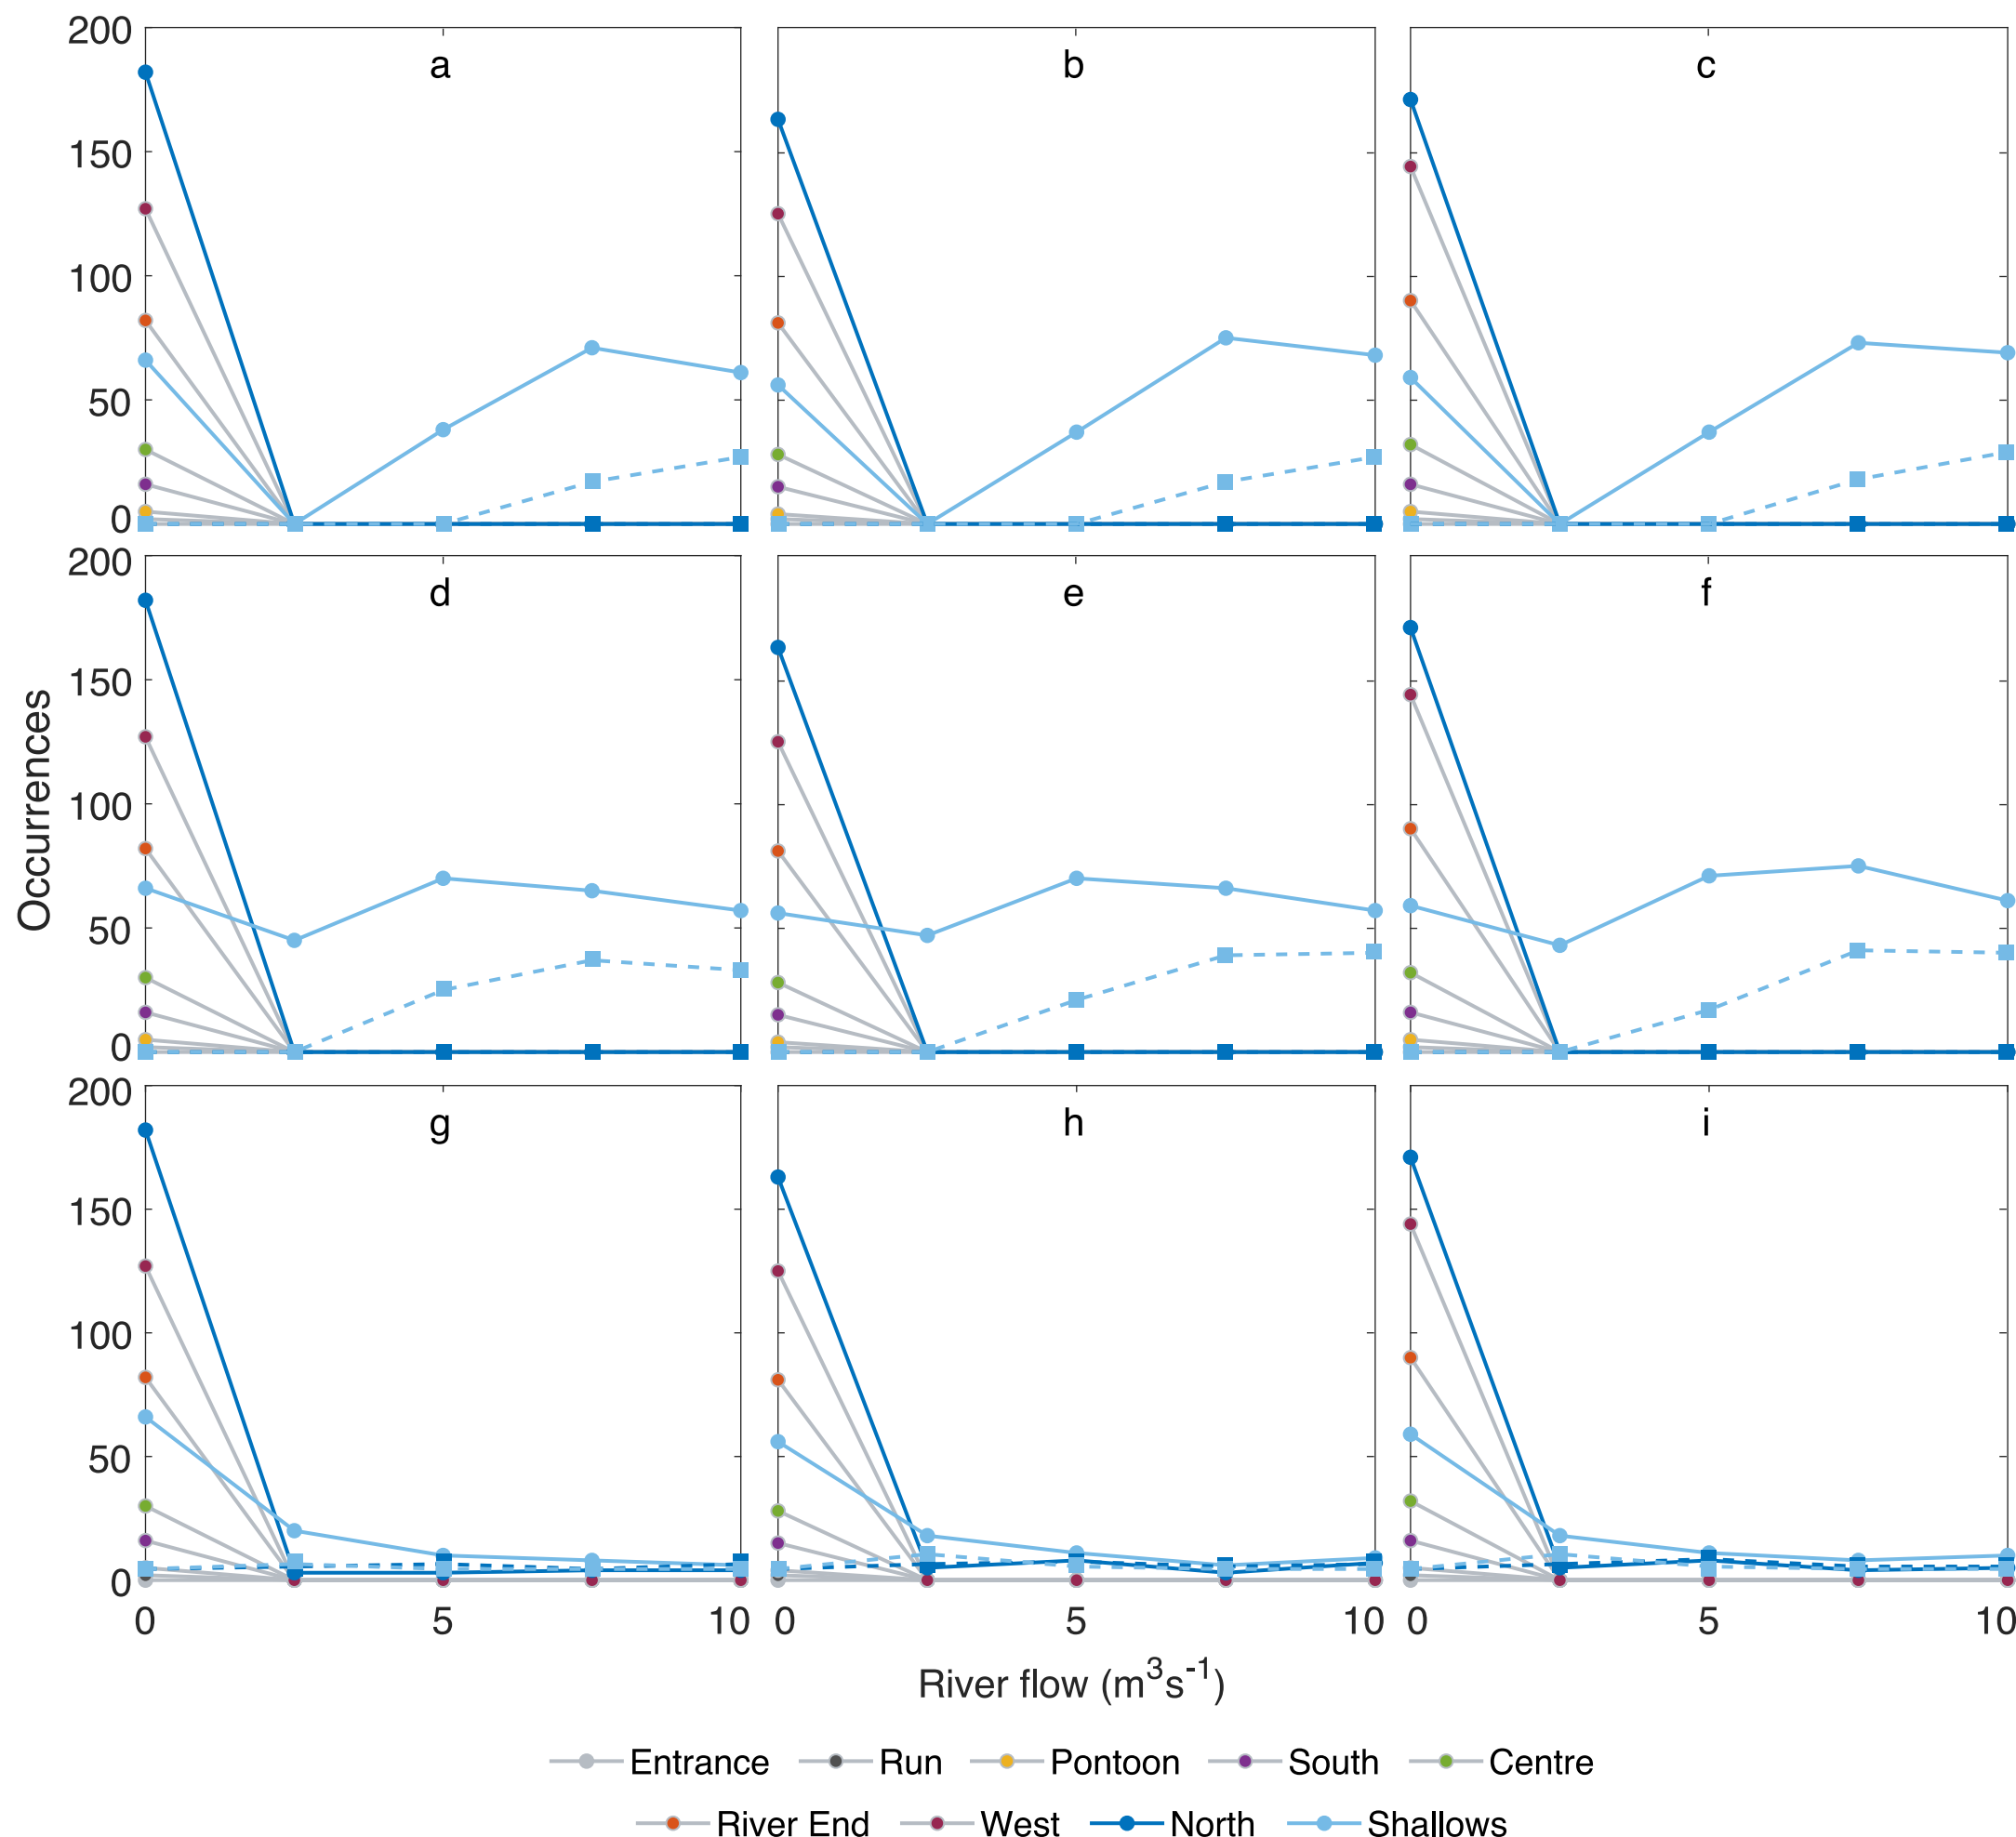 200 a b c
150
100
50
0
200 d e f
150
100
50
0
Occurrences
200 g h i
150
100
50
0
0 5 10 0 5 10 0 5 10
River flow (m³s⁻¹)
Entrance Run Pontoon South Centre
River End West North Shallows